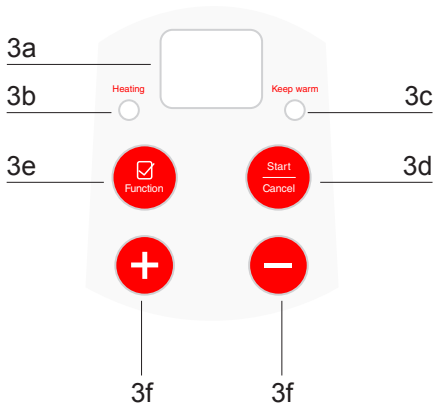 3a
Heating
Keep warm
3b
3c
3e
Function
Start
Cancel
3d
+
−
3f
3f